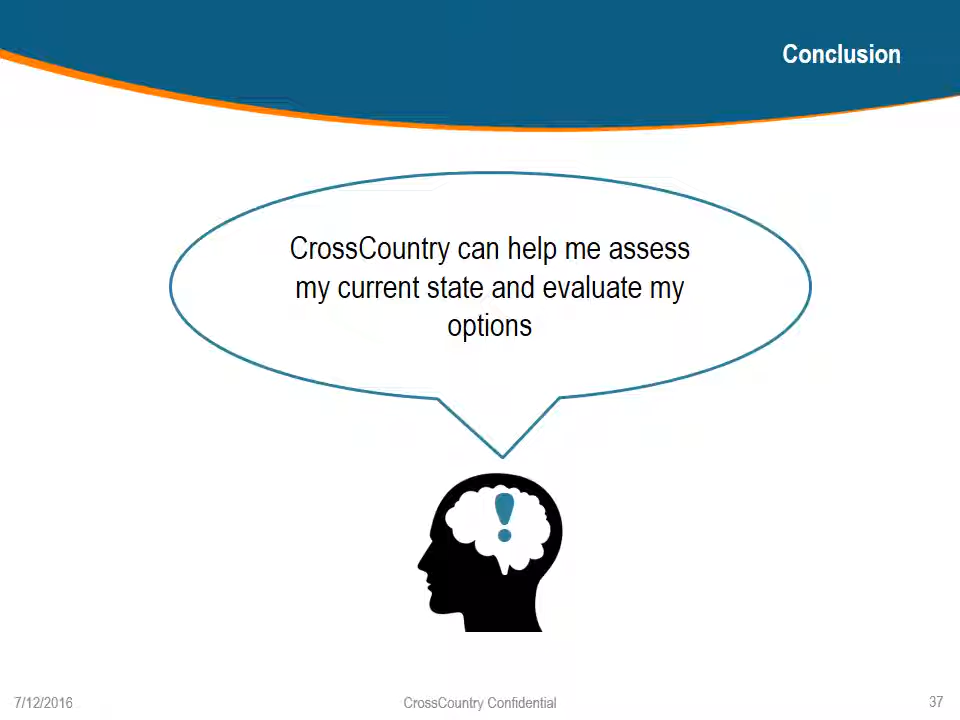 Conclusion
CrossCountry can help me assess
my current state and evaluate my
options
!
7/12/2016
CrossCountry Confidential
37